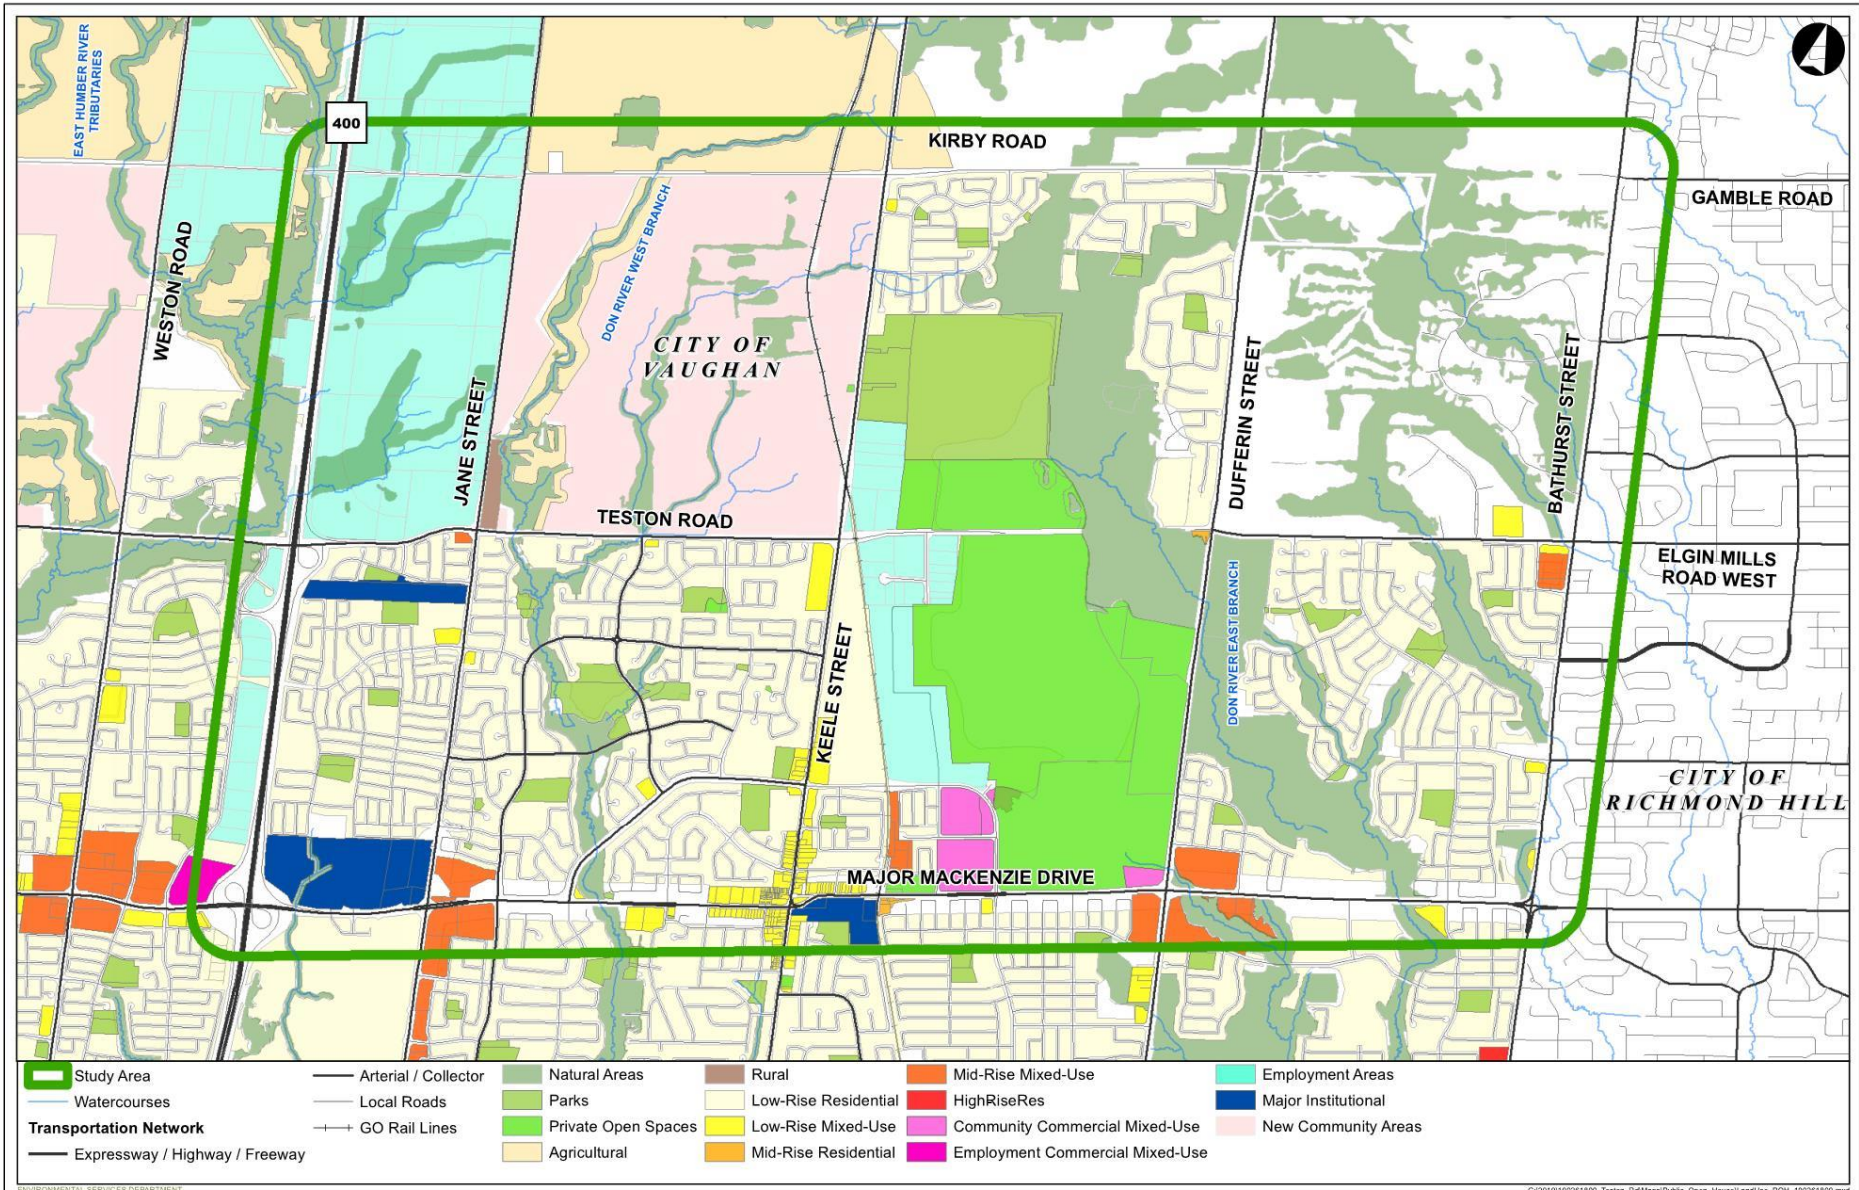 EAST HUMBER RIVER
TRIBUTARIES
400
KIRBY ROAD
GAMBLE ROAD
WESTON ROAD
DON RIVER WEST BRANCH
CITY OF
VAUGHAN
JANE STREET
DUFFERIN STREET
BATHURST STREET
TESTON ROAD
ELGIN MILLS
ROAD WEST
KEELE STREET
DON RIVER EAST BRANCH
CITY OF
RICHMOND HILL
MAJOR MACKENZIE DRIVE
Study Area
Watercourses
Transportation Network
Expressway / Highway / Freeway
Arterial / Collector
Local Roads
GO Rail Lines
Natural Areas
Parks
Private Open Spaces
Agricultural
Rural
Low-Rise Residential
Low-Rise Mixed-Use
Mid-Rise Residential
Mid-Rise Mixed-Use
HighRiseRes
Community Commercial Mixed-Use
Employment Commercial Mixed-Use
Employment Areas
Major Institutional
New Community Areas
ENVIRONMENTAL SERVICES DEPARTMENT